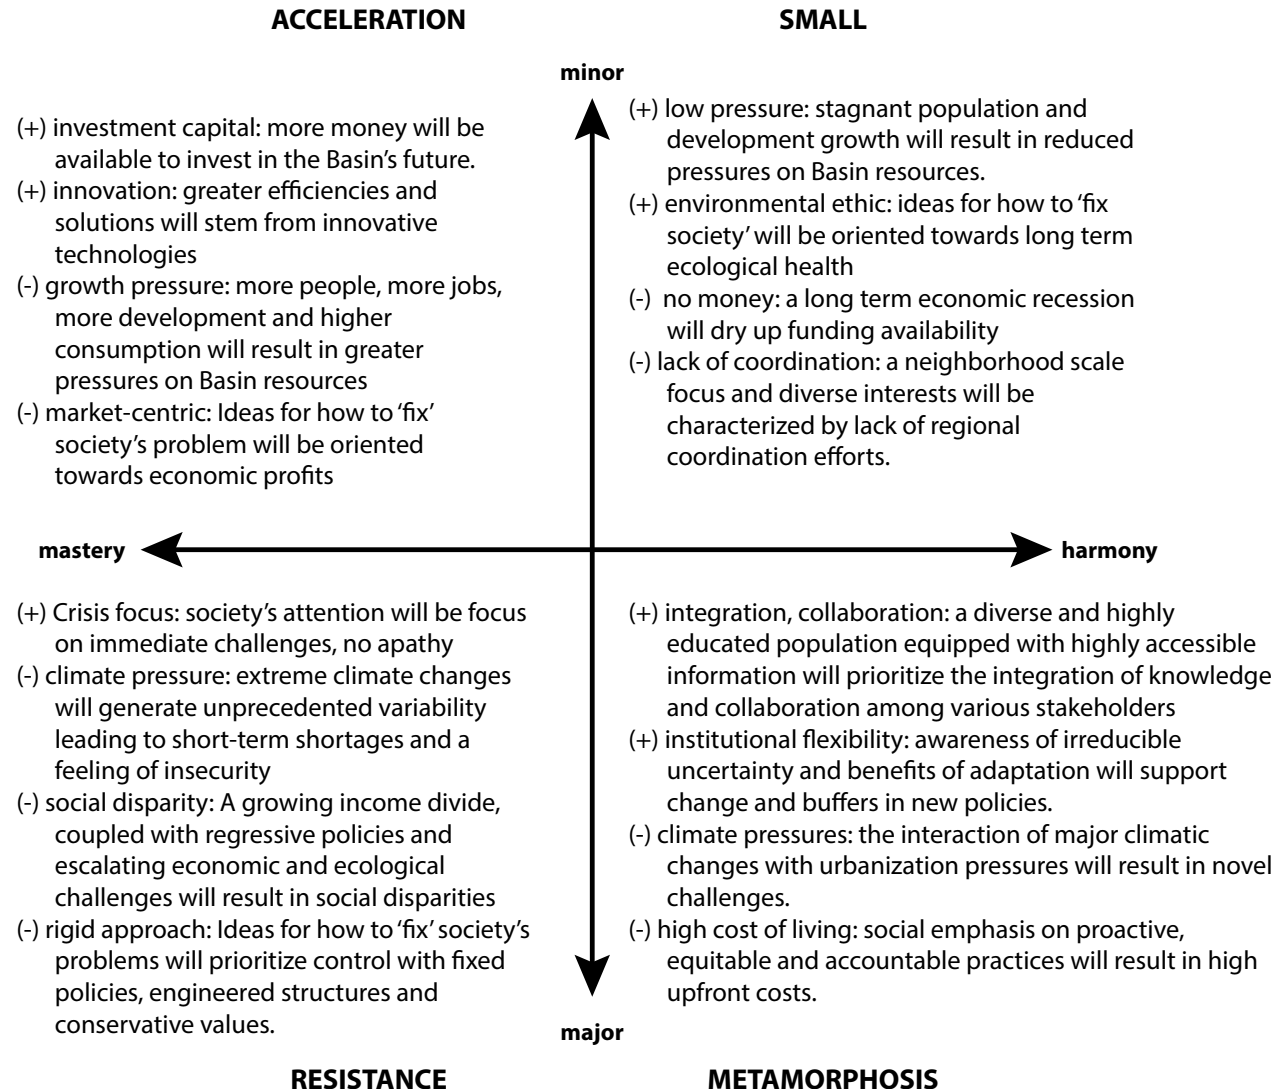 ACCELERATION
SMALL
minor
(+) investment capital: more money will be
available to invest in the Basin’s future.
(+) innovation: greater efficiencies and
solutions will stem from innovative
technologies
(-) growth pressure: more people, more jobs,
more development and higher
consumption will result in greater
pressures on Basin resources
(-) market-centric: Ideas for how to ‘fix’
society’s problem will be oriented
towards economic profits
(+) low pressure: stagnant population and
development growth will result in reduced
pressures on Basin resources.
(+) environmental ethic: ideas for how to ‘fix
society’ will be oriented towards long term
ecological health
(-) no money: a long term economic recession
will dry up funding availability
(-) lack of coordination: a neighborhood scale
focus and diverse interests will be
characterized by lack of regional
coordination efforts.
mastery
harmony
(+) Crisis focus: society’s attention will be focus
on immediate challenges, no apathy
(-) climate pressure: extreme climate changes
will generate unprecedented variability
leading to short-term shortages and a
feeling of insecurity
(-) social disparity: A growing income divide,
coupled with regressive policies and
escalating economic and ecological
challenges will result in social disparities
(-) rigid approach: Ideas for how to ‘fix’ society’s
problems will prioritize control with fixed
policies, engineered structures and
conservative values.
(+) integration, collaboration: a diverse and highly
educated population equipped with highly accessible
information will prioritize the integration of knowledge
and collaboration among various stakeholders
(+) institutional flexibility: awareness of irreducible
uncertainty and benefits of adaptation will support
change and buffers in new policies.
(-) climate pressures: the interaction of major climatic
changes with urbanization pressures will result in novel
challenges.
(-) high cost of living: social emphasis on proactive,
equitable and accountable practices will result in high
upfront costs.
major
RESISTANCE
METAMORPHOSIS